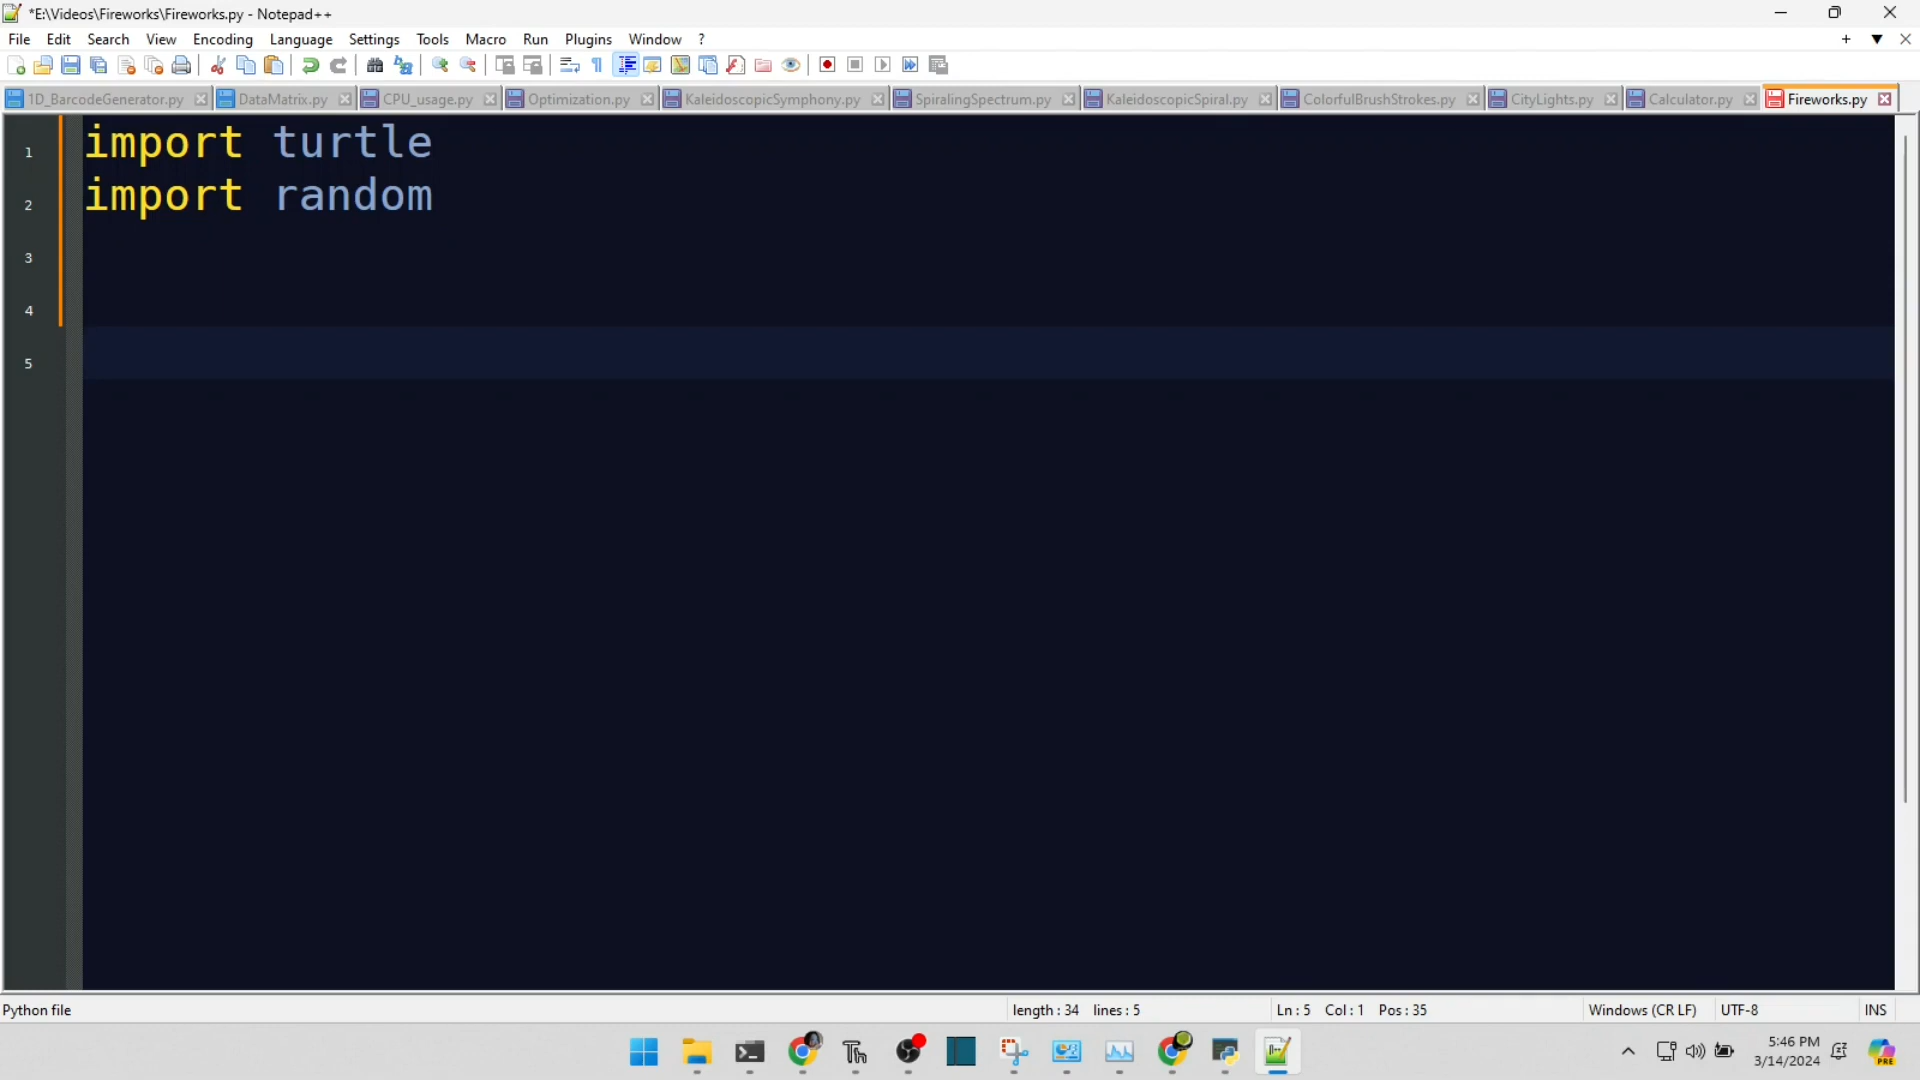 *E:\Videos\Fireworks\Fireworks.py - Notepad++
File Edit Search View Encoding Language Settings Tools Macro Run Plugins Window ?
1D_BarcodeGenerator.py DataMatrix.py CPU_usage.py Optimization.py KaleidoscopicSymphony.py SpiralingSpectrum.py KaleidoscopicSpiral.py ColorfulBrushStrokes.py CityLights.py Calculator.py Fireworks.py
1 import turtle
2 import random
3
4
5
Python file length : 34 lines : 5 Ln : 5 Col : 1 Pos : 35 Windows (CR LF) UTF-8 INS
5:46 PM
3/14/2024
PRE